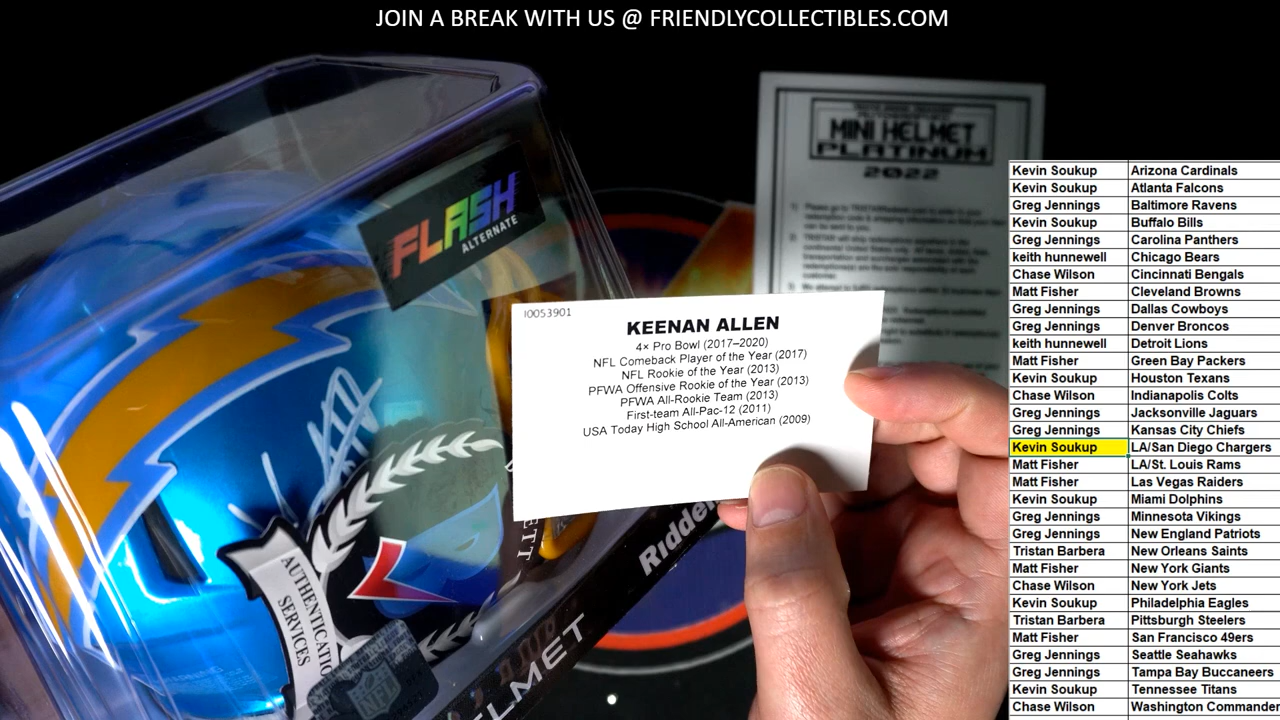 JOIN A BREAK WITH US @ FRIENDLYCOLLECTIBLES.COM
FLASH
ALTERNATE
MINI HELMET
PLATINUM
2022
I0053901
KEENAN ALLEN
4× Pro Bowl (2017–2020)
NFL Comeback Player of the Year (2017)
NFL Rookie of the Year (2013)
PFWA Offensive Rookie of the Year (2013)
PFWA All-Rookie Team (2013)
First-team All-Pac-12 (2011)
USA Today High School All-American (2009)
AUTHENTICATIO
SERVICES
ETT
Riddell
HELMET
Kevin Soukup Arizona Cardinals
Kevin Soukup Atlanta Falcons
Greg Jennings Baltimore Ravens
Kevin Soukup Buffalo Bills
Greg Jennings Carolina Panthers
keith hunnewell Chicago Bears
Chase Wilson Cincinnati Bengals
Matt Fisher Cleveland Browns
Greg Jennings Dallas Cowboys
Greg Jennings Denver Broncos
keith hunnewell Detroit Lions
Matt Fisher Green Bay Packers
Kevin Soukup Houston Texans
Chase Wilson Indianapolis Colts
Greg Jennings Jacksonville Jaguars
Greg Jennings Kansas City Chiefs
Kevin Soukup LA/San Diego Chargers
Matt Fisher LA/St. Louis Rams
Matt Fisher Las Vegas Raiders
Kevin Soukup Miami Dolphins
Greg Jennings Minnesota Vikings
Greg Jennings New England Patriots
Tristan Barbera New Orleans Saints
Matt Fisher New York Giants
Chase Wilson New York Jets
Kevin Soukup Philadelphia Eagles
Tristan Barbera Pittsburgh Steelers
Matt Fisher San Francisco 49ers
Greg Jennings Seattle Seahawks
Greg Jennings Tampa Bay Buccaneers
Kevin Soukup Tennessee Titans
Chase Wilson Washington Commander